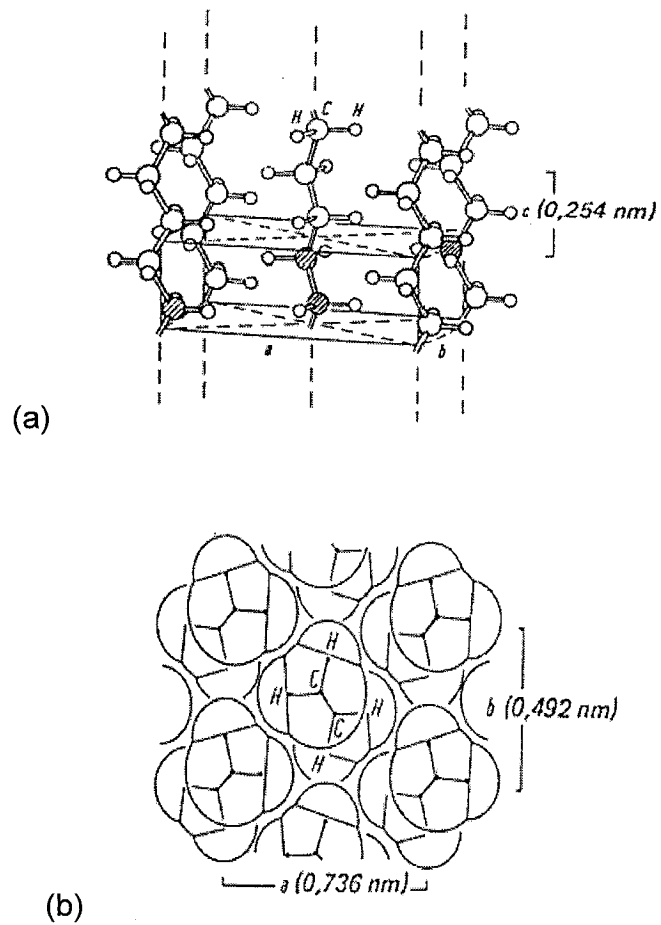 H C H
c (0,254 nm)
a
b
(a)
H
C
H H
C
b (0,492 nm)
H
a (0,736 nm)
(b)